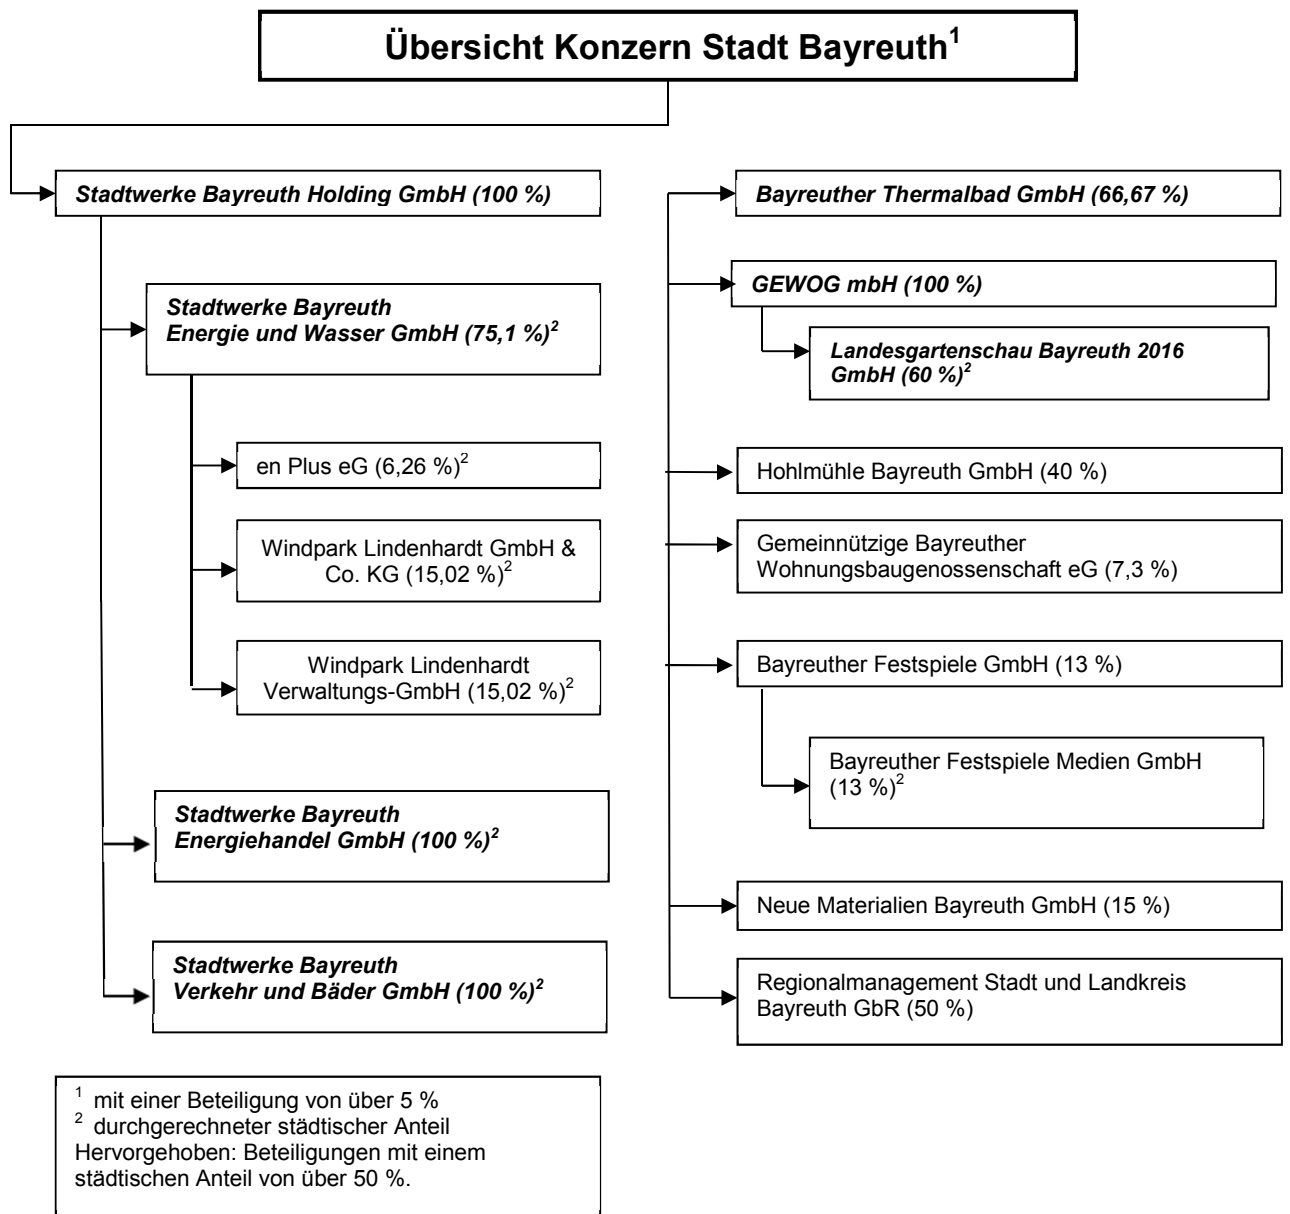 Übersicht Konzern Stadt Bayreuth¹
Stadtwerke Bayreuth Holding GmbH (100 %)
Stadtwerke Bayreuth
Energie und Wasser GmbH (75,1 %)²
en Plus eG (6,26 %)²
Windpark Lindenhardt GmbH &
Co. KG (15,02 %)²
Windpark Lindenhardt
Verwaltungs-GmbH (15,02 %)²
Stadtwerke Bayreuth
Energiehandel GmbH (100 %)²
Stadtwerke Bayreuth
Verkehr und Bäder GmbH (100 %)²
Bayreuther Thermalbad GmbH (66,67 %)
GEWOG mbH (100 %)
Landesgartenschau Bayreuth 2016
GmbH (60 %)²
Hohlmühle Bayreuth GmbH (40 %)
Gemeinnützige Bayreuther
Wohnungsbaugenossenschaft eG (7,3 %)
Bayreuther Festspiele GmbH (13 %)
Bayreuther Festspiele Medien GmbH
(13 %)²
Neue Materialien Bayreuth GmbH (15 %)
Regionalmanagement Stadt und Landkreis
Bayreuth GbR (50 %)
¹ mit einer Beteiligung von über 5 %
² durchgerechneter städtischer Anteil
Hervorgehoben: Beteiligungen mit einem
städtischen Anteil von über 50 %.